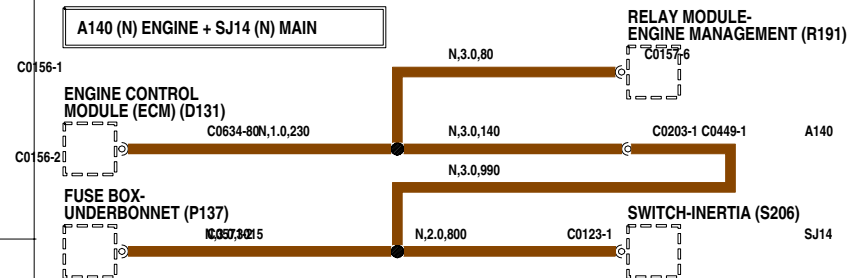 A140 (N) ENGINE + SJ14 (N) MAIN
RELAY MODULE-
ENGINE MANAGEMENT (R191)
N,3.0,80
C0157-6
C0156-1
ENGINE CONTROL
MODULE (ECM) (D131)
C0634-80
N,1.0,230
N,3.0,140
C0203-1 C0449-1
A140
C0156-2
N,3.0,990
FUSE BOX-
UNDERBONNET (P137)
SWITCH-INERTIA (S206)
N,2.0,800
C0123-1
SJ14